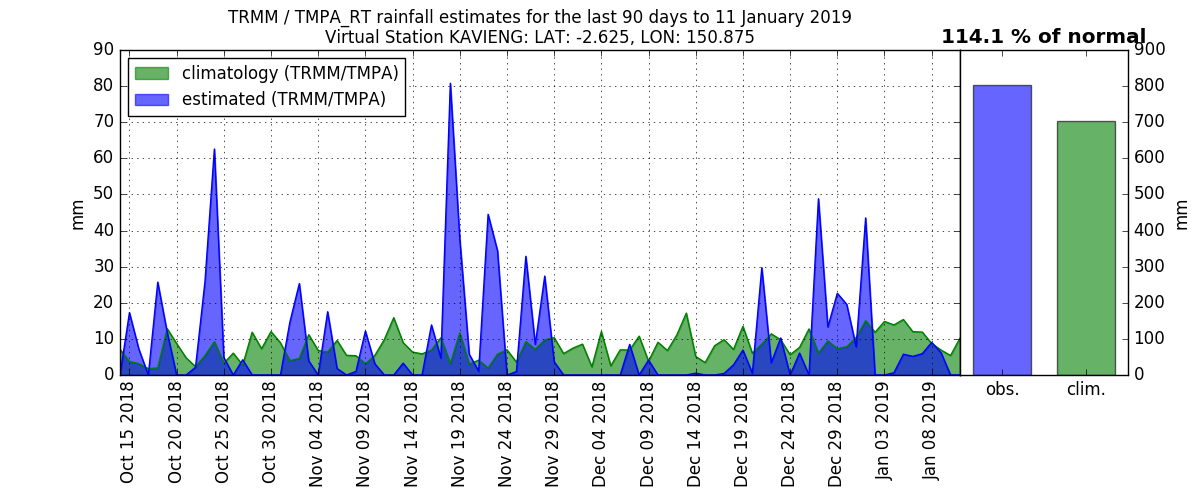 TRMM / TMPA_RT rainfall estimates for the last 90 days to 11 January 2019
Virtual Station KAVIENG: LAT: -2.625, LON: 150.875
114.1 % of normal
climatology (TRMM/TMPA)
estimated (TRMM/TMPA)
90
80
70
60
50
40
30
20
10
0
mm
Oct 15 2018
Oct 20 2018
Oct 25 2018
Oct 30 2018
Nov 04 2018
Nov 09 2018
Nov 14 2018
Nov 19 2018
Nov 24 2018
Nov 29 2018
Dec 04 2018
Dec 09 2018
Dec 14 2018
Dec 19 2018
Dec 24 2018
Dec 29 2018
Jan 03 2019
Jan 08 2019
900
800
700
600
500
400
300
200
100
0
mm
obs.
clim.